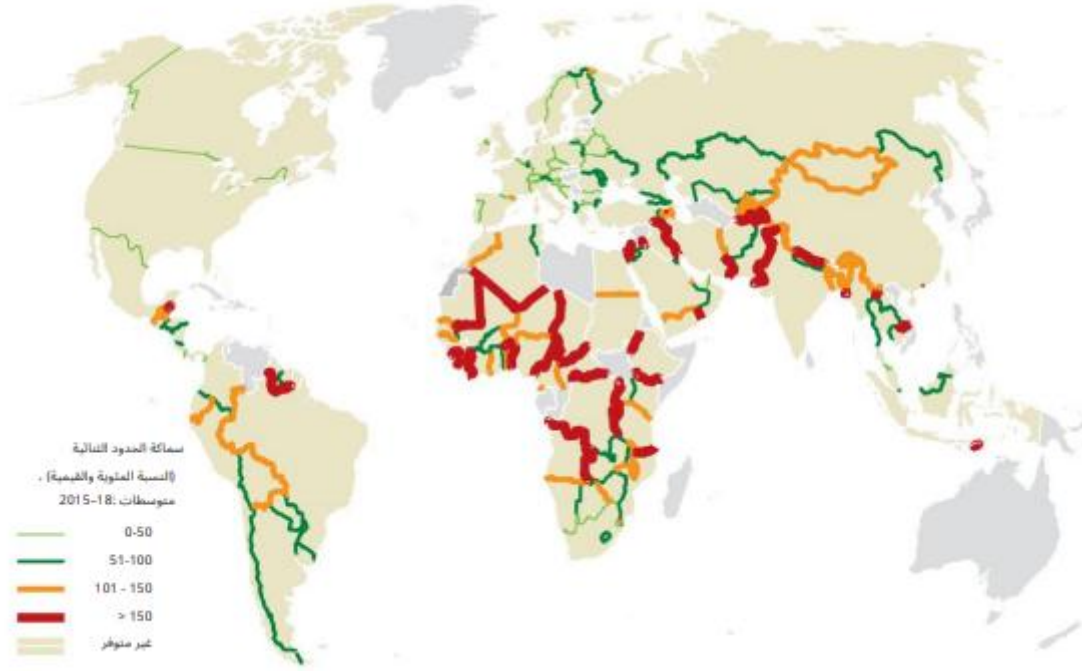 سماكة الحدود الثنائية
(النسبة المئوية والقيمية) .
متوسطات :18–2015
0-50
51-100
101 - 150
> 150
غير متوفر